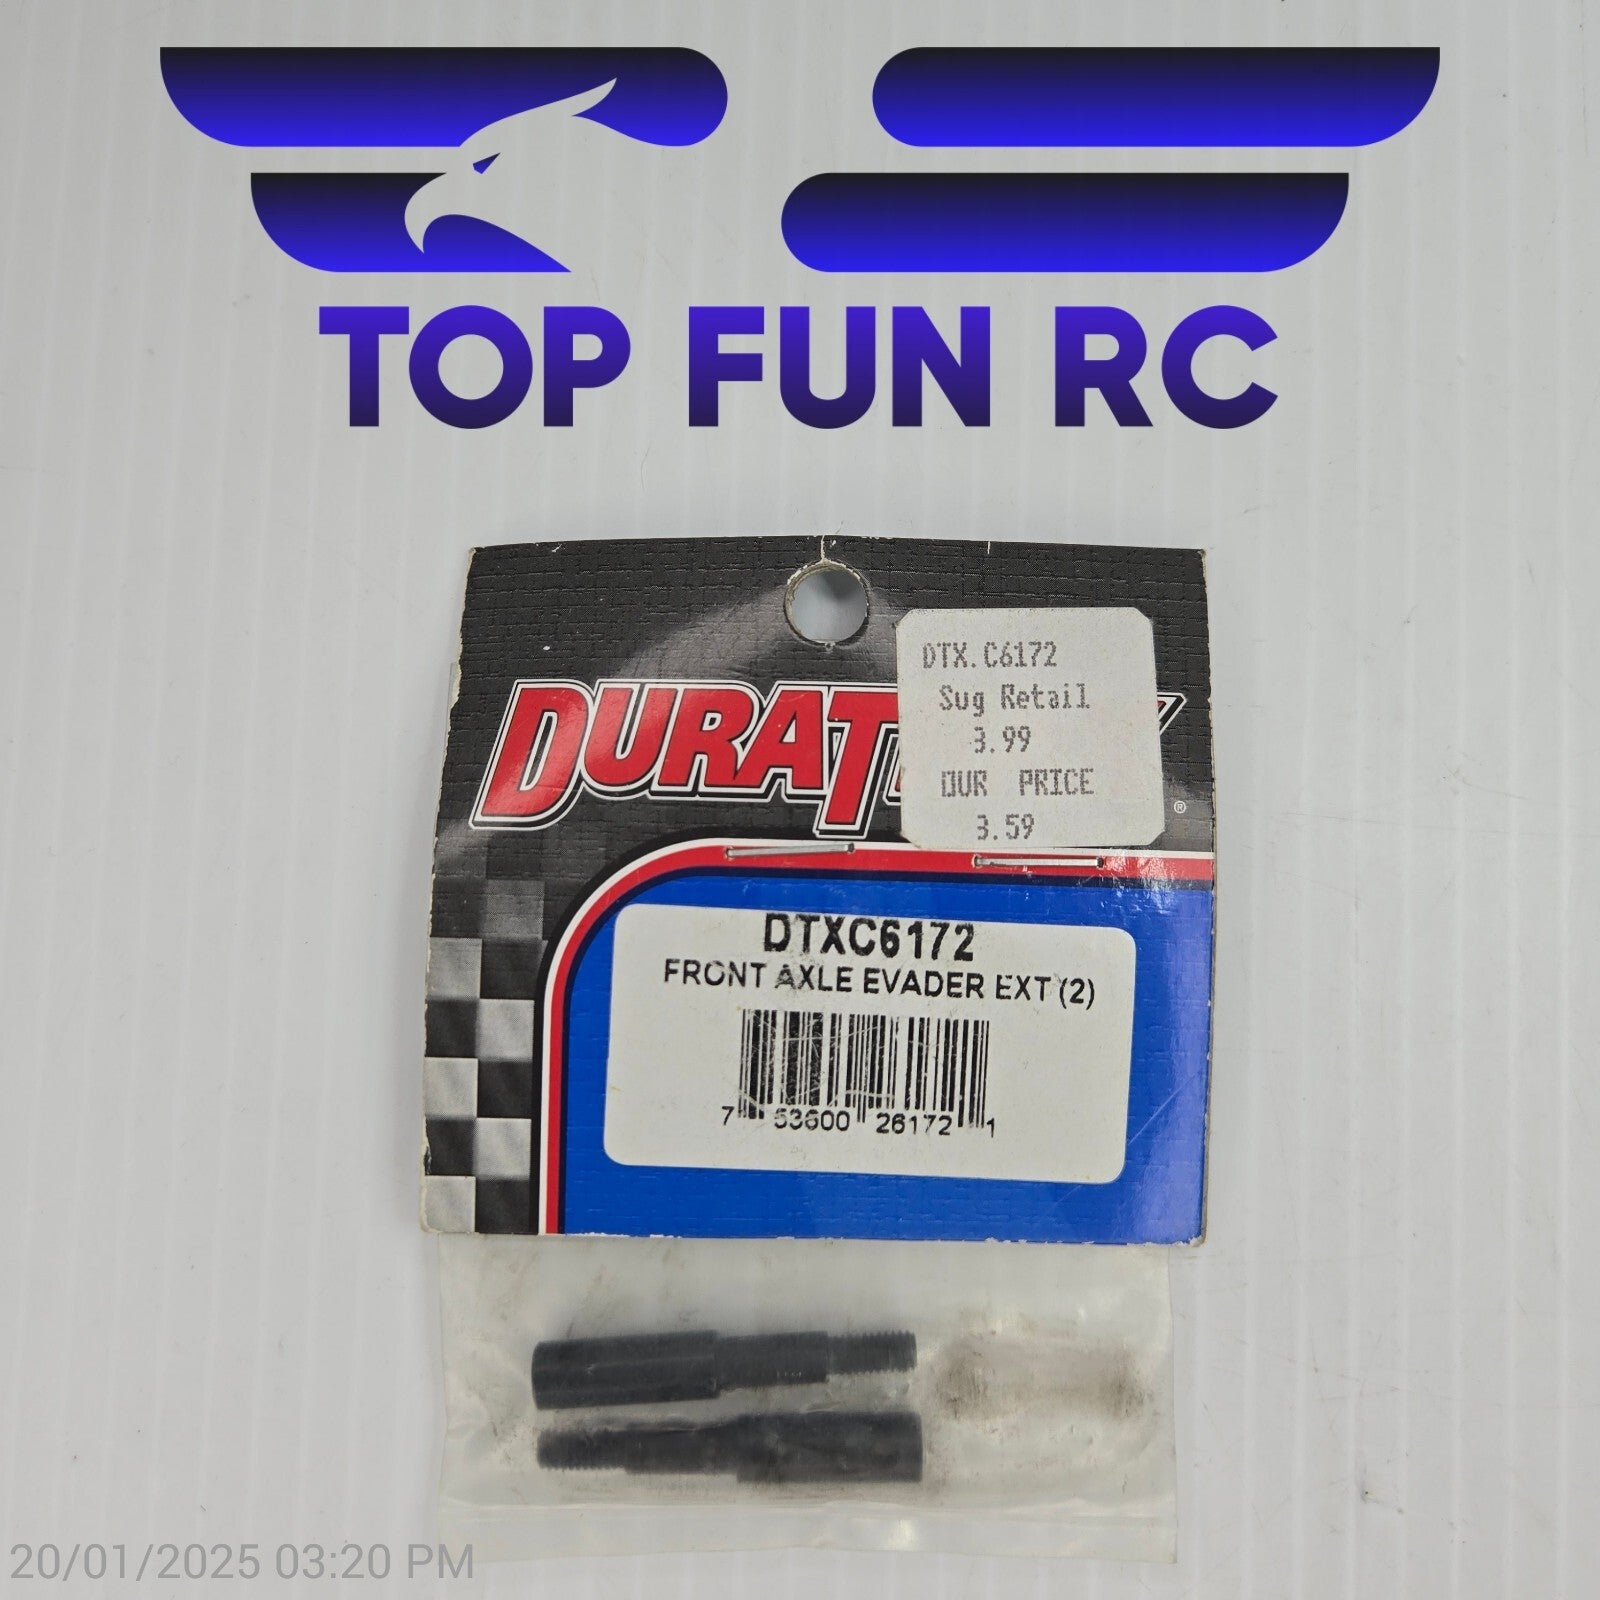 TOP FUN RC
DTX.C6172
Sug Retail
3.99
OUR PRICE
3.59
®
DTXC6172
FRONT AXLE EVADER EXT (2)
7 53600 26172 1
20/01/2025 03:20 PM